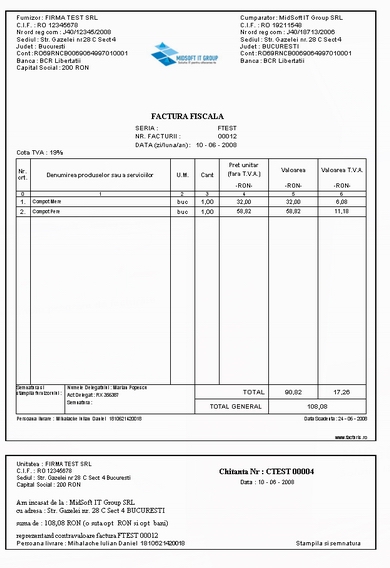 Furnizor : FIRMA TEST SRL
C.I.F. : RO 12345678
Nrord reg com : J40/12345/2008
Sediul : Str. Gazelei nr.28 C Sect4
Judet : Bucuresti
Cont : RO69RNCB0069064997010001
Banca : BCR Libertatii
Capital Social : 200 RON
MIDSOFT IT GROUP
Cumparator : MidSoft IT Group SRL
C.I.F. : RO 19211548
Nrord reg com : J40/18713/2006
Sediul : Str. Gazelei nr.28 C Sect4
Judet : BUCURESTI
Cont : RO69RNCB0069064997010001
Banca : BCR Libertatii
FACTURA FISCALA
SERIA : FTEST
NR. FACTURII : 00012
DATA (zi/luna/an): 10 - 06 - 2008
Cota TVA : 19%
Nr. crt. Denumirea produselor sau a serviciilor U.M. Cant Pret unitar (fara T.V.A.) -RON- Valoarea -RON- Valoarea T.V.A. -RON-
0 1 2 3 4 5 6
1. Compot Mere buc 1,00 32,00 32,00 6,08
2. Compot Pere buc 1,00 58,82 58,82 11,18
Semnatura si stampila furnizorului :
Numele Delegatului : Marian Popescu
Act Delegat : RX 366387
Semnatura :
TOTAL 90,82 17,26
TOTAL GENERAL 108,08
Persoana livrare : Mihalache Iulian Daniel 1810621420018
Data Scadenta : 24 - 06 - 2008
www.facturis.ro
Unitatea : FIRMA TEST SRL
C.I.F. : RO 12345678
Sediul : Str. Gazelei nr.28 C Sect 4 Bucuresti
Capital Social : 200 RON
Chitanta Nr : CTEST 00004
Data : 10 - 06 - 2008
Am incasat de la : MidSoft IT Group SRL
cu adresa : Str. Gazelei nr. 28 C Sect 4 BUCURESTI
suma de : 108,08 RON (o suta opt RON si opt bani)
reprezentand contravaloare factura FTEST 00012
Persoana livrare : Mihalache Iulian Daniel 1810621420018
Stampila si semnatura